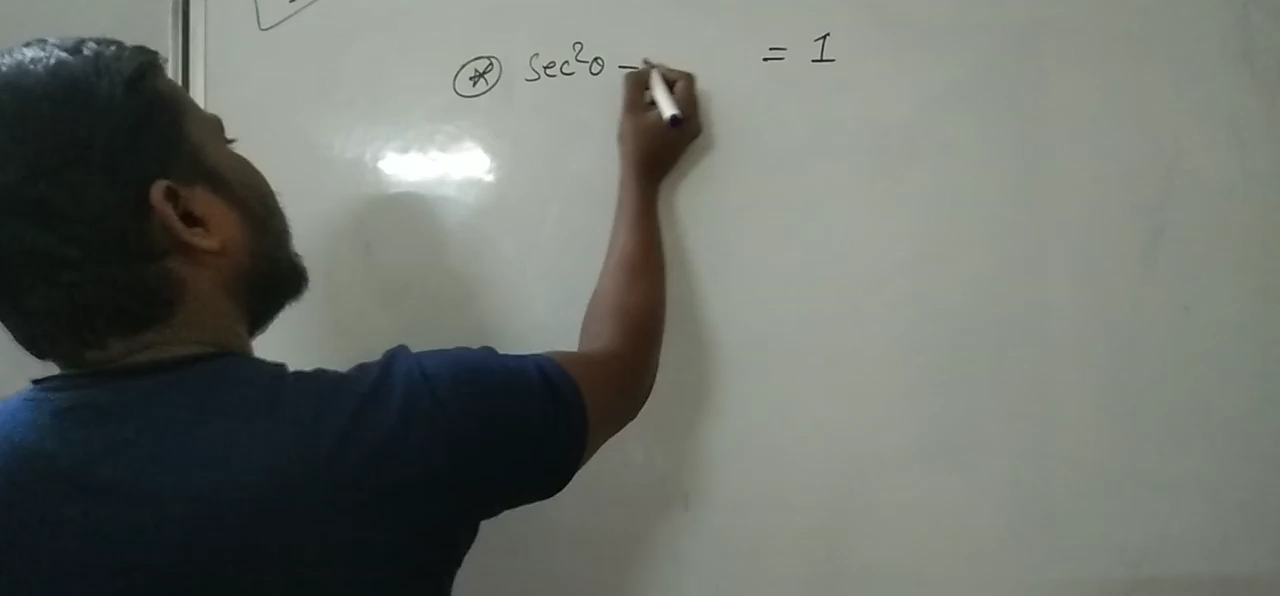 * sec²θ - = 1